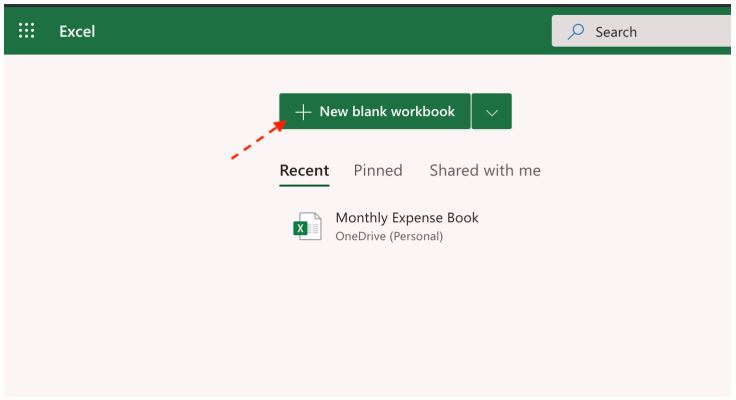 Excel
Search
New blank workbook
Recent Pinned Shared with me
Monthly Expense Book
OneDrive (Personal)